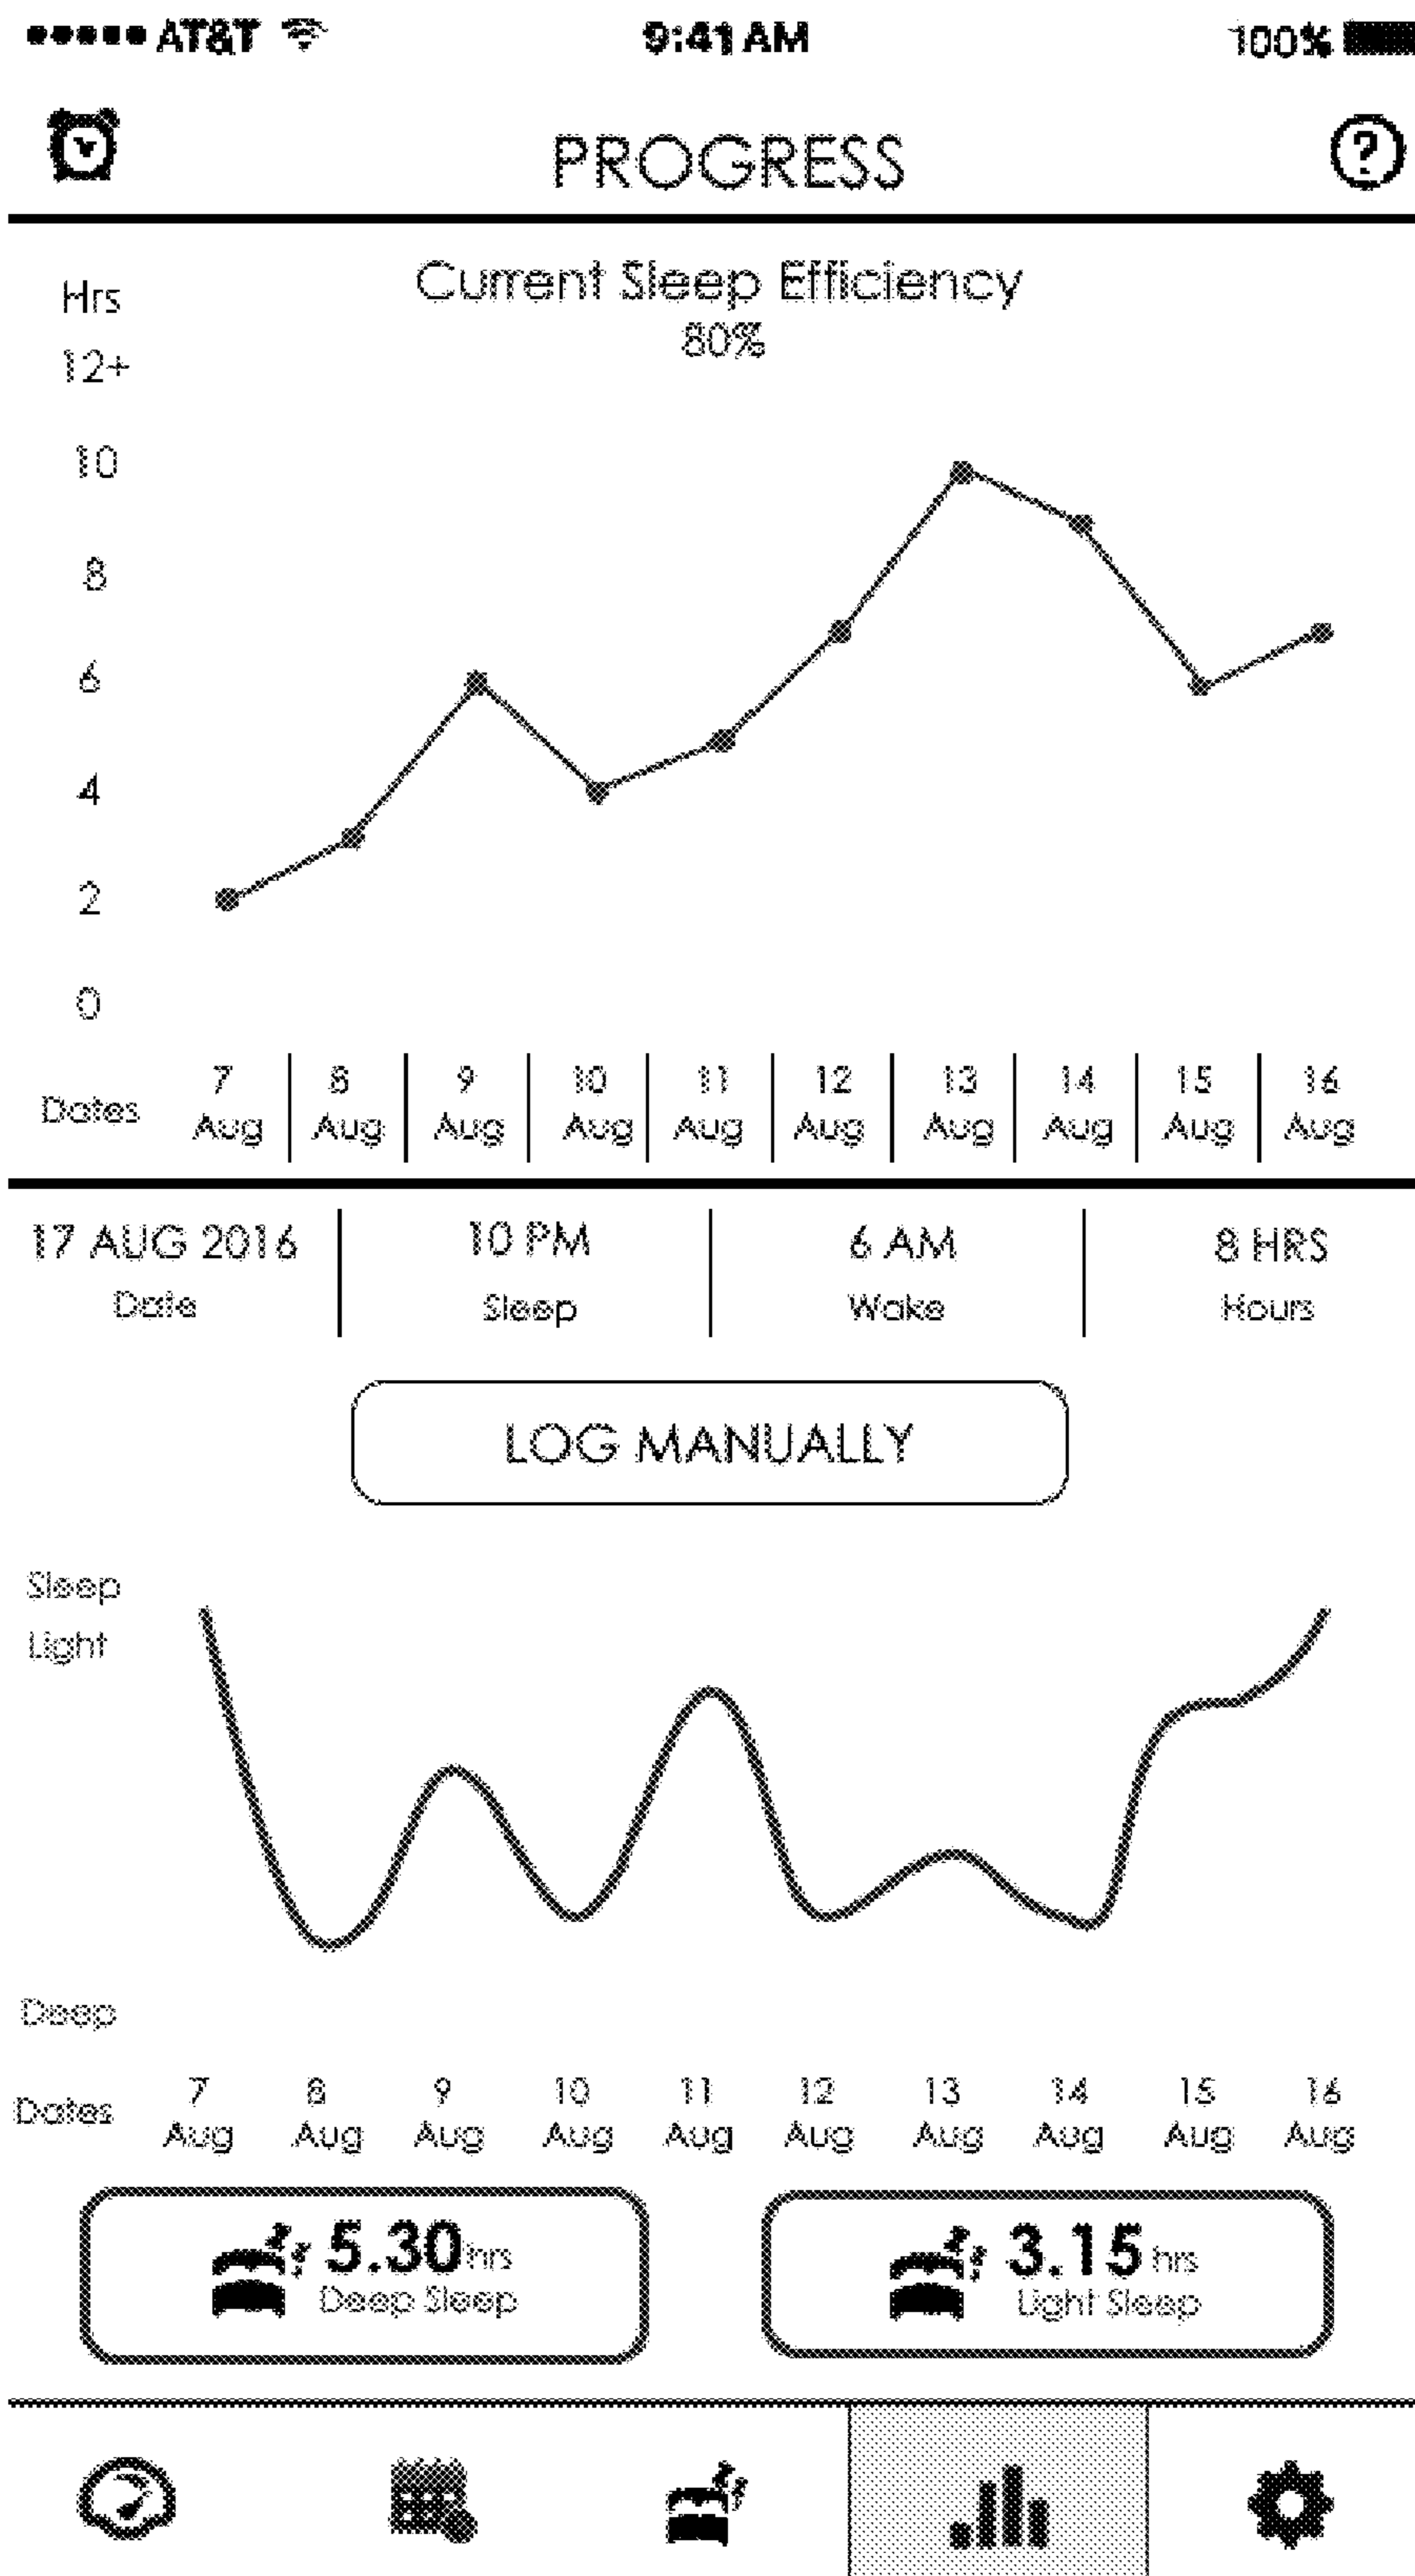 AT&T 9:41 AM 100%
PROGRESS
?
Current Sleep Efficiency
80%
Hrs
12+
10
8
6
4
2
0
Dates
7 Aug
8 Aug
9 Aug
10 Aug
11 Aug
12 Aug
13 Aug
14 Aug
15 Aug
16 Aug
17 AUG 2016
Date
10 PM
Sleep
6 AM
Wake
8 HRS
Hours
LOG MANUALLY
Sleep
Light
Deep
Dates
7 Aug
8 Aug
9 Aug
10 Aug
11 Aug
12 Aug
13 Aug
14 Aug
15 Aug
16 Aug
5.30 hrs
Deep Sleep
3.15 hrs
Light Sleep